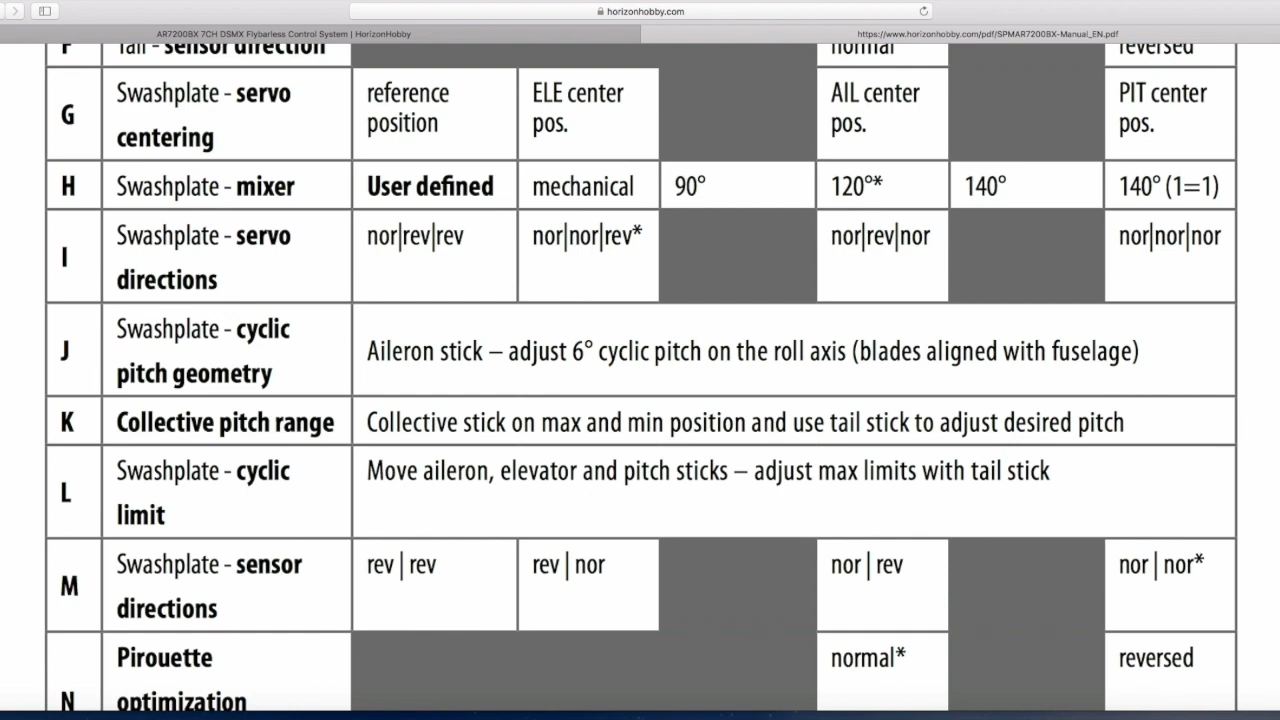 horizonhobby.com
AR7200BX 7CH DSMX Flybarless Control System | HorizonHobby
https://www.horizonhobby.com/pdf/SPMAR7200BX-Manual_EN.pdf
F Tail - sensor direction normal reversed
G Swashplate - servo centering reference position ELE center pos. AIL center pos. PIT center pos.
H Swashplate - mixer User defined mechanical 90° 120°* 140° 140° (1=1)
I Swashplate - servo directions nor|rev|rev nor|nor|rev* nor|rev|nor nor|nor|nor
J Swashplate - cyclic pitch geometry Aileron stick – adjust 6° cyclic pitch on the roll axis (blades aligned with fuselage)
K Collective pitch range Collective stick on max and min position and use tail stick to adjust desired pitch
L Swashplate - cyclic limit Move aileron, elevator and pitch sticks – adjust max limits with tail stick
M Swashplate - sensor directions rev | rev rev | nor nor | rev nor | nor*
N Pirouette optimization normal* reversed